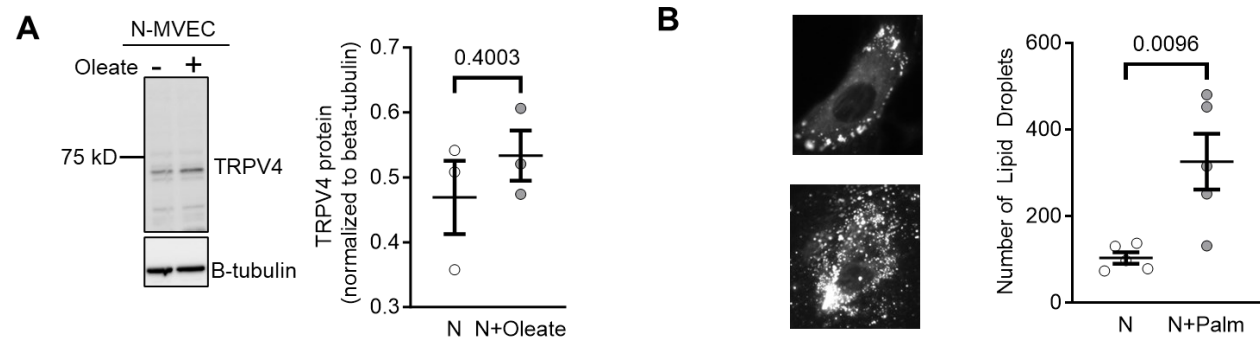 A
N-MVEC
Oleate - +
75 kD
TRPV4
B-tubulin
TRPV4 protein
(normalized to beta-tubulin)
0.7
0.6
0.5
0.4
0.3
0.4003
N N+Oleate
B
Number of Lipid Droplets
600
400
200
0
0.0096
N N+Palm